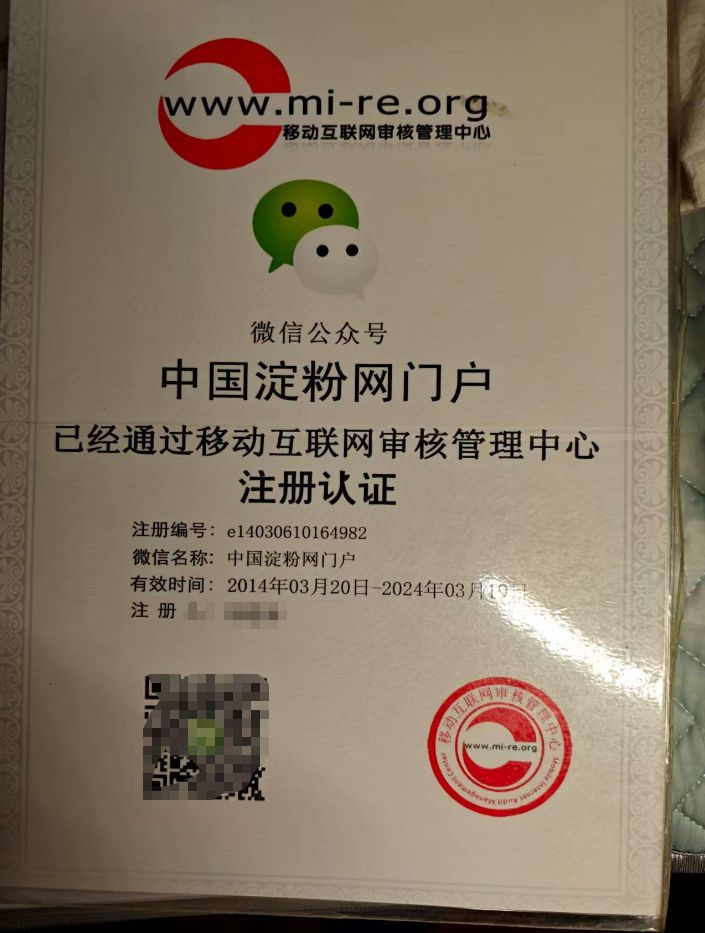 www.mi-re.org
移动互联网审核管理中心
微信公众号
中国淀粉网门户
已经通过移动互联网审核管理中心
注册认证
注册编号：e14030610164982
微信名称：中国淀粉网门户
有效时间：2014年03月20日-2024年03月19日
注 册
移动互联网审核管理中心
www.mi-re.org
Mobile Internet Audit Management Center